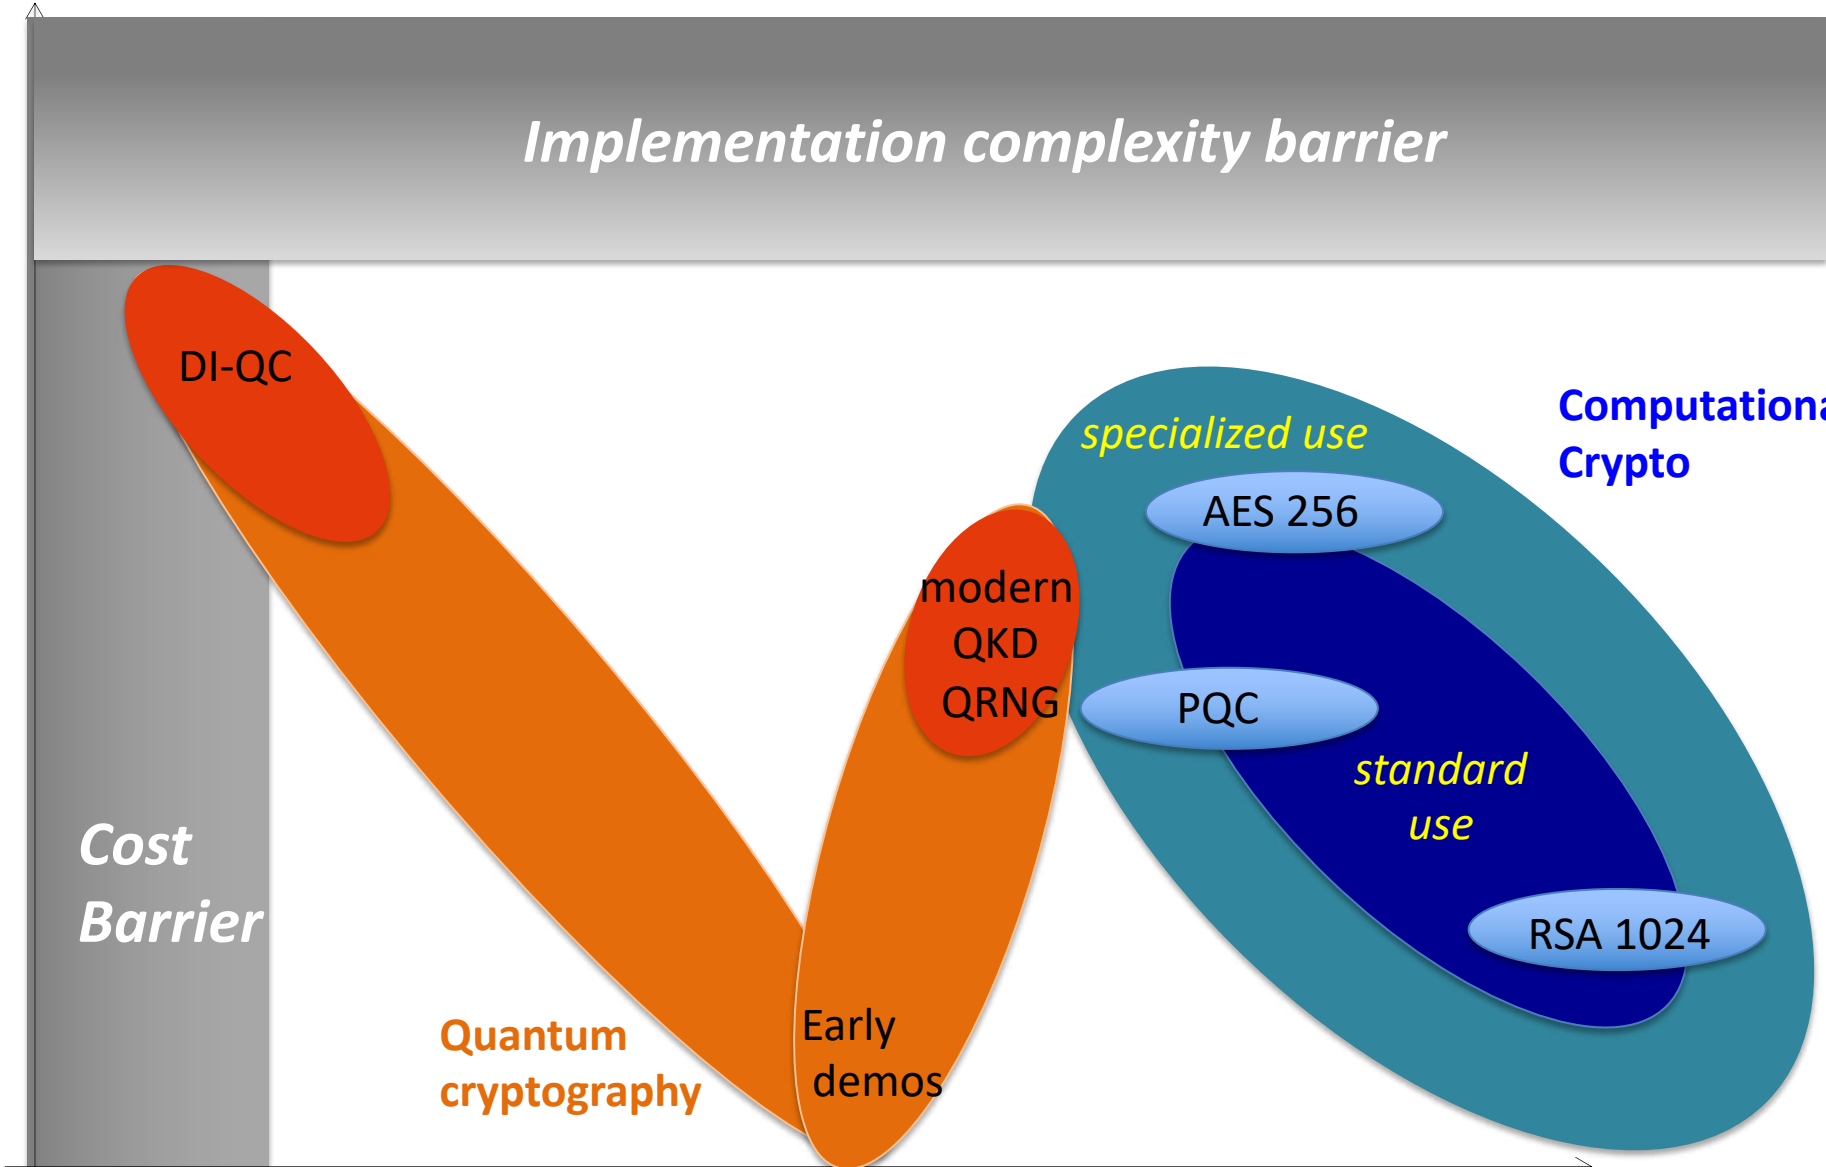 Implementation complexity barrier
DI-QC
specialized use
Computationa
Crypto
AES 256
modern
QKD
QRNG
PQC
standard
use
Cost
Barrier
RSA 1024
Quantum
cryptography
Early
demos